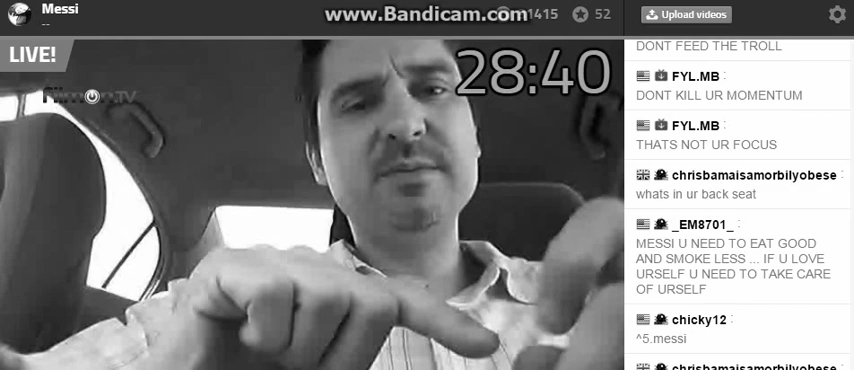 Messi
--
www.Bandicam.com
1415
52
Upload videos
LIVE!
28:40
filmon.TV
DONT FEED THE TROLL
FYL.MB :
DONT KILL UR MOMENTUM
FYL.MB :
THATS NOT UR FOCUS
chrisbamaisamorbilyobese :
whats in ur back seat
_EM8701_ :
MESSI U NEED TO EAT GOOD
AND SMOKE LESS ... IF U LOVE
URSELF U NEED TO TAKE CARE
OF URSELF
chicky12 :
^5.messi
chrisbamaisamorbilyobese